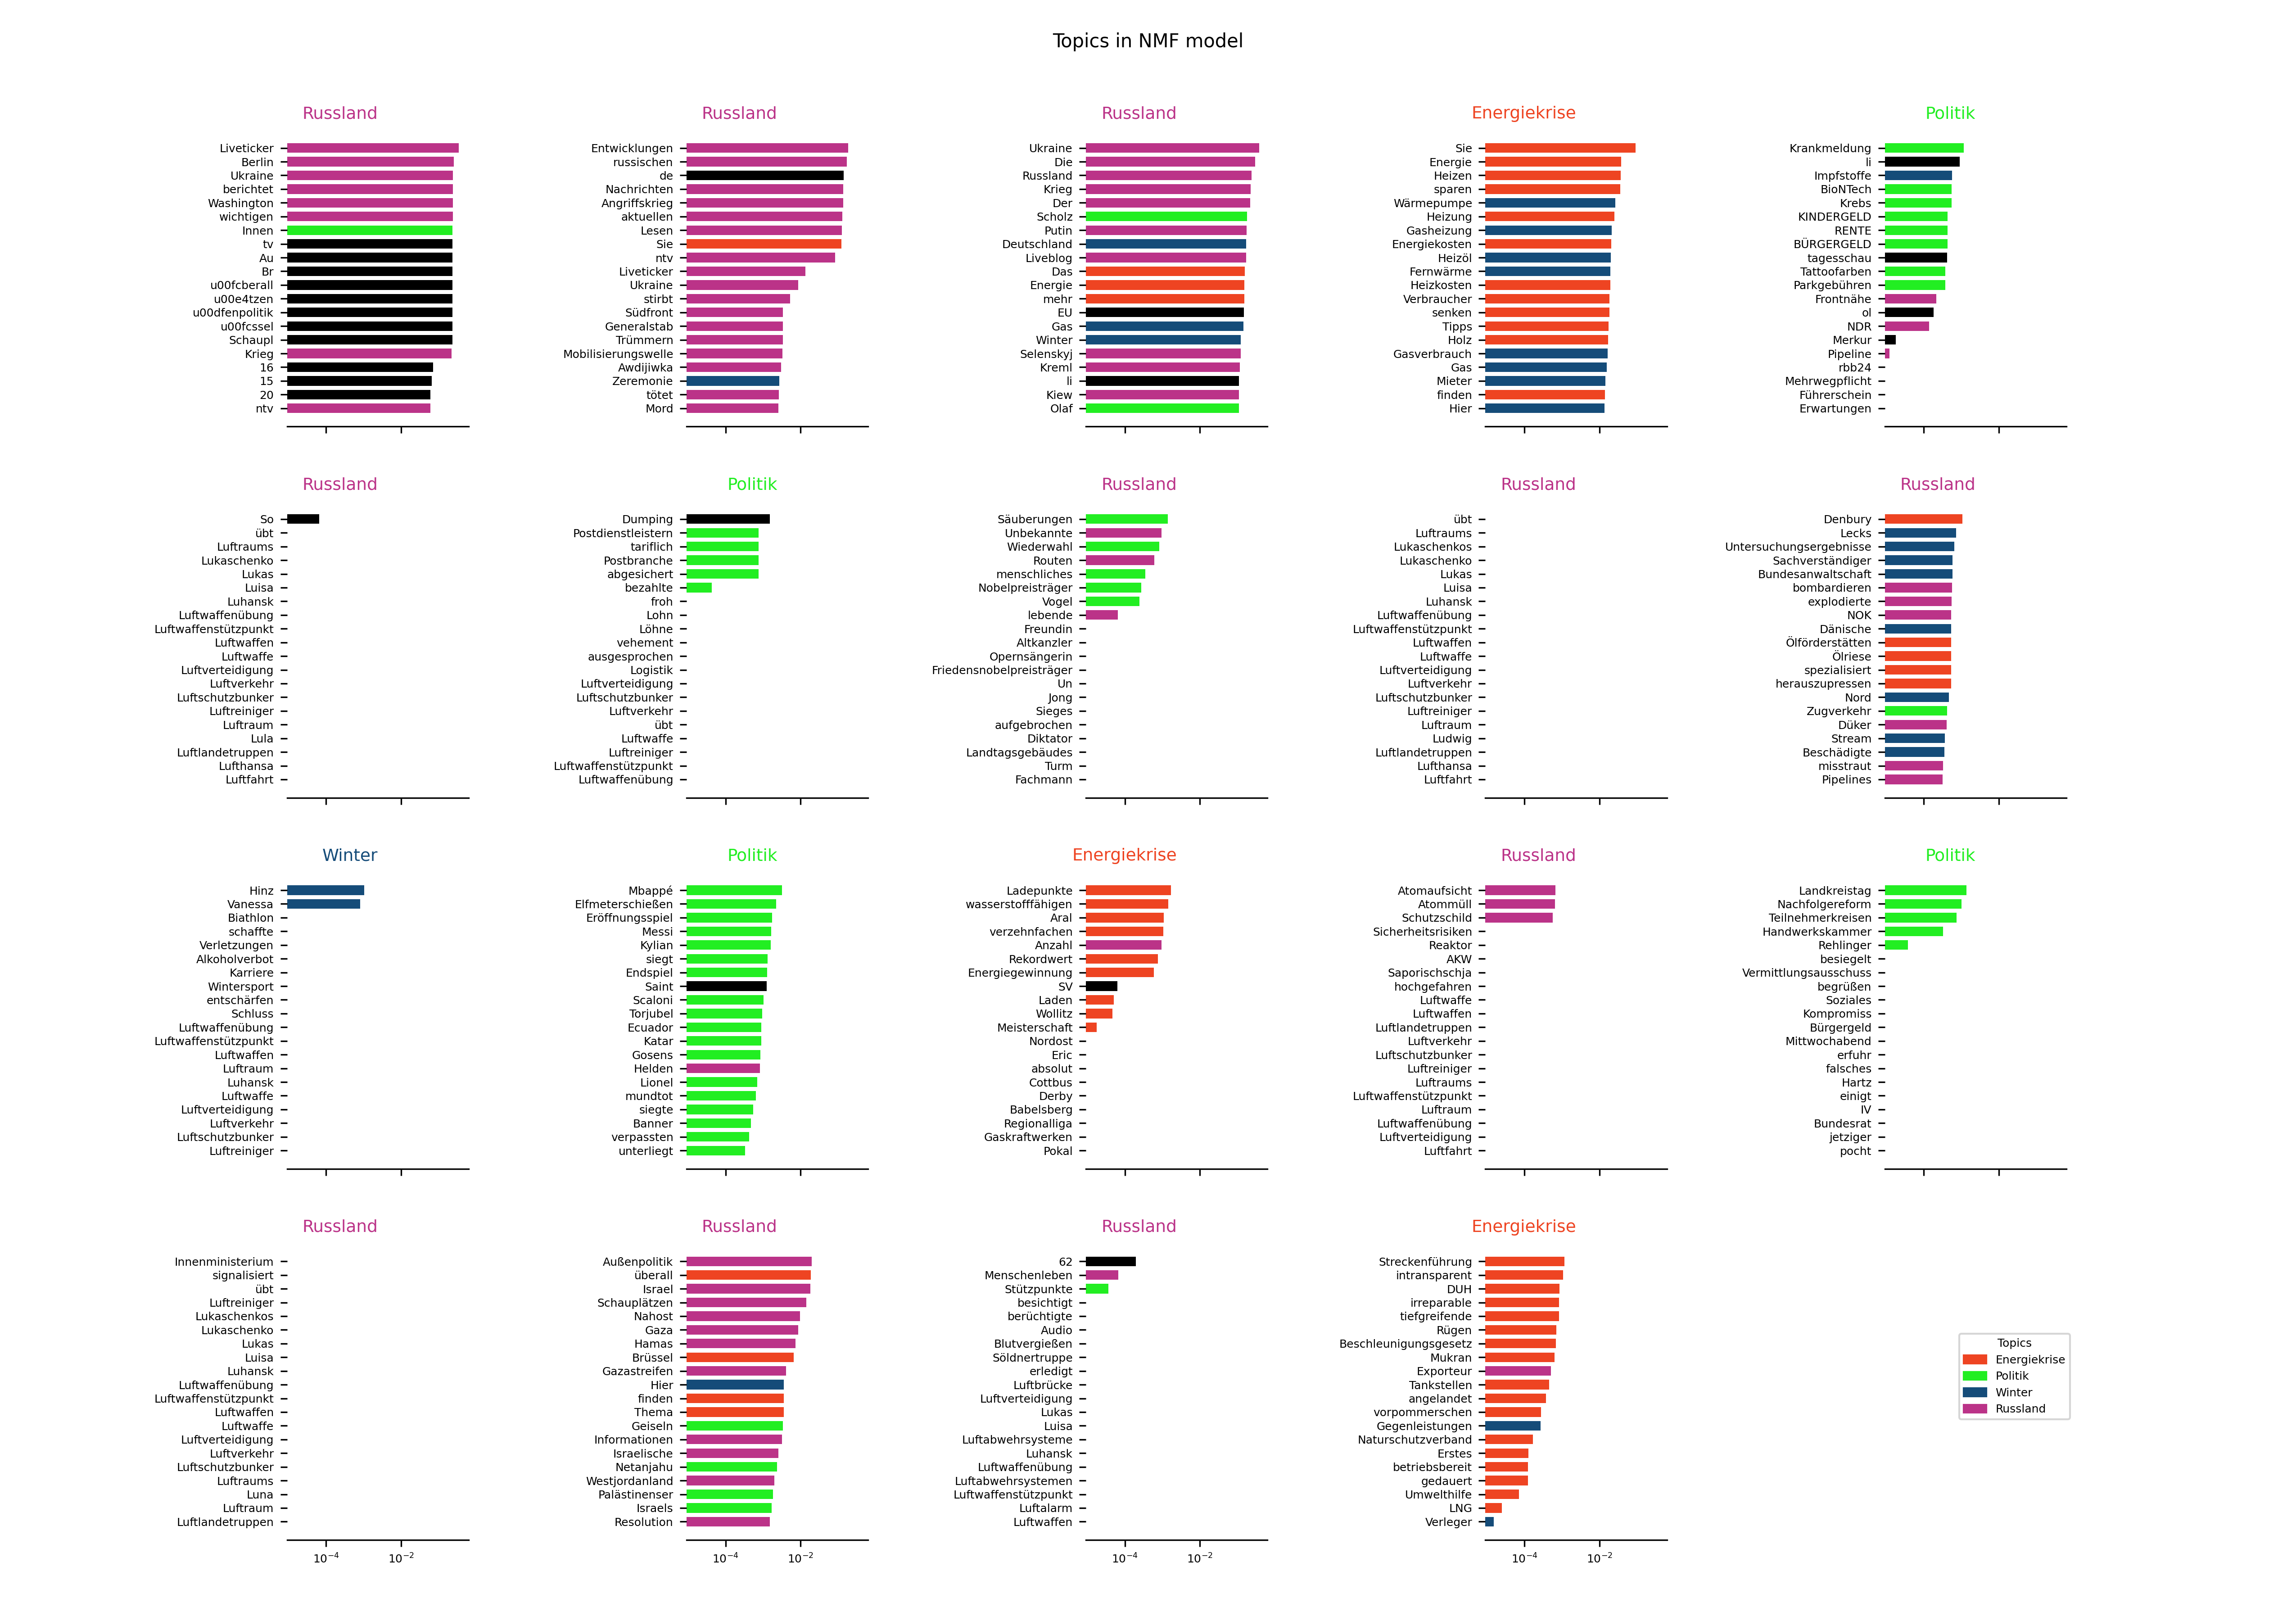 Topics in NMF model
Russland
Liveticker
Berlin
Ukraine
berichtet
Washington
wichtigen
Innen
tv
Au
Br
u00fcberall
u00e4tzen
u00dfenpolitik
u00fcssel
Schaupl
Krieg
16
15
20
ntv
Russland
Entwicklungen
russischen
de
Nachrichten
Angriffskrieg
aktuellen
Lesen
Sie
ntv
Liveticker
Ukraine
stirbt
Südfront
Generalstab
Trümmern
Mobilisierungswelle
Awdijiwka
Zeremonie
tötet
Mord
Russland
Ukraine
Die
Russland
Krieg
Der
Scholz
Putin
Deutschland
Liveblog
Das
Energie
mehr
EU
Gas
Winter
Selenskyj
Kreml
li
Kiew
Olaf
Energiekrise
Sie
Energie
Heizen
sparen
Wärmepumpe
Heizung
Gasheizung
Energiekosten
Heizöl
Fernwärme
Heizkosten
Verbraucher
senken
Tipps
Holz
Gasverbrauch
Gas
Mieter
finden
Hier
Politik
Krankmeldung
li
Impfstoffe
BioNTech
Krebs
KINDERGELD
RENTE
BÜRGERGELD
tagesschau
Tattoofarben
Parkgebühren
Frontnähe
ol
NDR
Merkur
Pipeline
rbb24
Mehrwegpflicht
Führerschein
Erwartungen
Russland
So
übt
Luftraums
Lukaschenko
Lukas
Luisa
Luhansk
Luftwaffenübung
Luftwaffenstützpunkt
Luftwaffen
Luftwaffe
Luftverteidigung
Luftverkehr
Luftschutzbunker
Luftreiniger
Luftraum
Lula
Luftlandetruppen
Lufthansa
Luftfahrt
Politik
Dumping
Postdienstleistern
tariflich
Postbranche
abgesichert
bezahlte
froh
Lohn
Löhne
vehement
ausgesprochen
Logistik
Luftverteidigung
Luftschutzbunker
Luftverkehr
übt
Luftwaffe
Luftreiniger
Luftwaffenstützpunkt
Luftwaffenübung
Russland
Säuberungen
Unbekannte
Wiederwahl
Routen
menschliches
Nobelpreisträger
Vogel
lebende
Freundin
Altkanzler
Opernsängerin
Friedensnobelpreisträger
Un
Jong
Sieges
aufgebrochen
Diktator
Landtagsgebäudes
Turm
Fachmann
Russland
übt
Luftraums
Lukaschenkos
Lukaschenko
Lukas
Luisa
Luhansk
Luftwaffenübung
Luftwaffenstützpunkt
Luftwaffen
Luftwaffe
Luftverteidigung
Luftverkehr
Luftschutzbunker
Luftreiniger
Luftraum
Ludwig
Luftlandetruppen
Lufthansa
Luftfahrt
Russland
Denbury
Lecks
Untersuchungsergebnisse
Sachverständiger
Bundesanwaltschaft
bombardieren
explodierte
NOK
Dänische
Ölförderstätten
Ölriese
spezialisiert
herauszupressen
Nord
Zugverkehr
Düker
Stream
Beschädigte
misstraut
Pipelines
Winter
Hinz
Vanessa
Biathlon
schaffte
Verletzungen
Alkoholverbot
Karriere
Wintersport
entschärfen
Schluss
Luftwaffenübung
Luftwaffenstützpunkt
Luftwaffen
Luftraum
Luhansk
Luftwaffe
Luftverteidigung
Luftverkehr
Luftschutzbunker
Luftreiniger
Politik
Mbappé
Elfmeterschießen
Eröffnungsspiel
Messi
Kylian
siegt
Endspiel
Saint
Scaloni
Torjubel
Ecuador
Katar
Gosens
Helden
Lionel
mundtot
siegte
Banner
verpassten
unterliegt
Energiekrise
Ladepunkte
wasserstofffähigen
Aral
verzehnfachen
Anzahl
Rekordwert
Energiegewinnung
SV
Laden
Wollitz
Meisterschaft
Nordost
Eric
absolut
Cottbus
Derby
Babelsberg
Regionalliga
Gaskraftwerken
Pokal
Russland
Atomaufsicht
Atommüll
Schutzschild
Sicherheitsrisiken
Reaktor
AKW
Saporischschja
hochgefahren
Luftwaffe
Luftwaffen
Luftlandetruppen
Luftverkehr
Luftschutzbunker
Luftreiniger
Luftraums
Luftwaffenstützpunkt
Luftraum
Luftwaffenübung
Luftverteidigung
Luftfahrt
Politik
Landkreistag
Nachfolgereform
Teilnehmerkreisen
Handwerkskammer
Rehlinger
besiegelt
Vermittlungsausschuss
begrüßen
Soziales
Kompromiss
Bürgergeld
Mittwochabend
erfuhr
falsches
Hartz
einigt
IV
Bundesrat
jetziger
pocht
Russland
Innenministerium
signalisiert
übt
Luftreiniger
Lukaschenkos
Lukaschenko
Lukas
Luisa
Luhansk
Luftwaffenübung
Luftwaffenstützpunkt
Luftwaffen
Luftwaffe
Luftverteidigung
Luftverkehr
Luftschutzbunker
Luftraums
Luna
Luftraum
Luftlandetruppen
10⁻⁴ 10⁻²
Russland
Außenpolitik
überall
Israel
Schauplätzen
Nahost
Gaza
Hamas
Brüssel
Gazastreifen
Hier
finden
Thema
Geiseln
Informationen
Israelische
Netanjahu
Westjordanland
Palästinenser
Israels
Resolution
10⁻⁴ 10⁻²
Russland
62
Menschenleben
Stützpunkte
besichtigt
berüchtigte
Audio
Blutvergießen
Söldnertruppe
erledigt
Luftbrücke
Luftverteidigung
Lukas
Luisa
Luftabwehrsysteme
Luhansk
Luftwaffenübung
Luftabwehrsystemen
Luftwaffenstützpunkt
Luftalarm
Luftwaffen
10⁻⁴ 10⁻²
Energiekrise
Streckenführung
intransparent
DUH
irreparable
tiefgreifende
Rügen
Beschleunigungsgesetz
Mukran
Exporteur
Tankstellen
angelandet
vorpommerschen
Gegenleistungen
Naturschutzverband
Erstes
betriebsbereit
gedauert
Umwelthilfe
LNG
Verleger
10⁻⁴ 10⁻²
Topics
Energiekrise
Politik
Winter
Russland